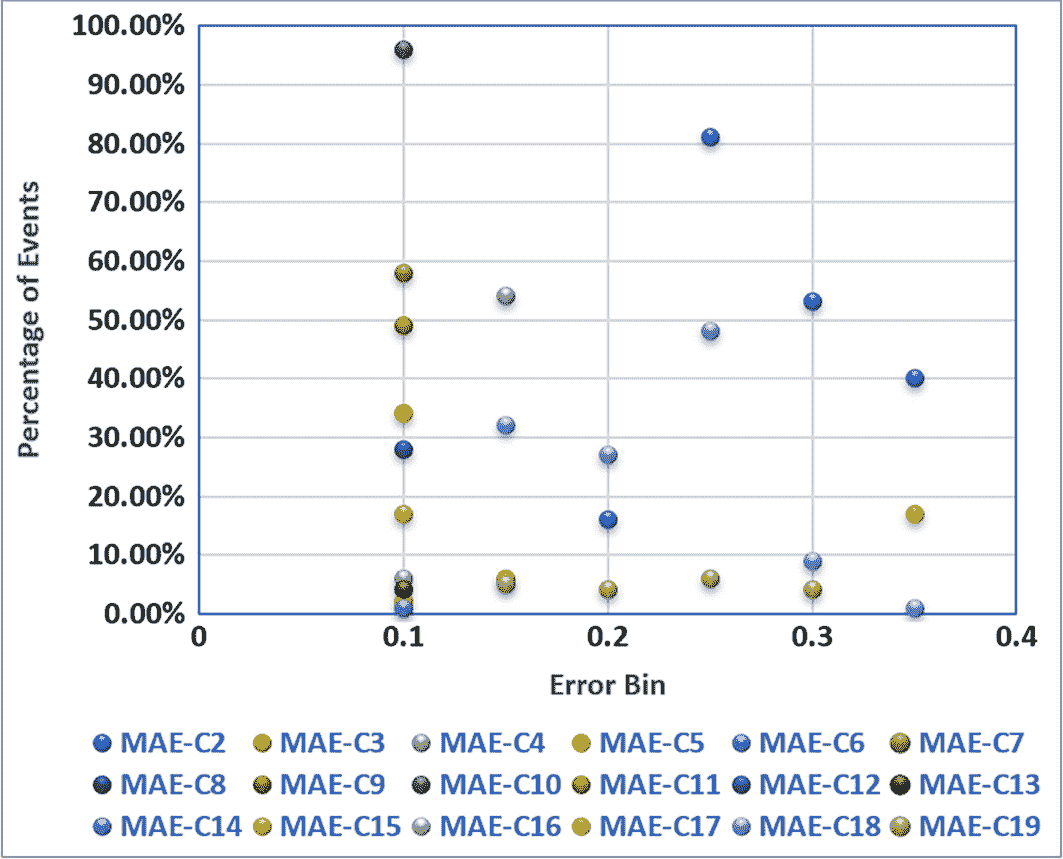 100.00%
90.00%
80.00%
70.00%
60.00%
50.00%
40.00%
30.00%
20.00%
10.00%
0.00%
Percentage of Events
0 0.1 0.2 0.3 0.4
Error Bin
MAE-C2 MAE-C3 MAE-C4 MAE-C5 MAE-C6 MAE-C7
MAE-C8 MAE-C9 MAE-C10 MAE-C11 MAE-C12 MAE-C13
MAE-C14 MAE-C15 MAE-C16 MAE-C17 MAE-C18 MAE-C19